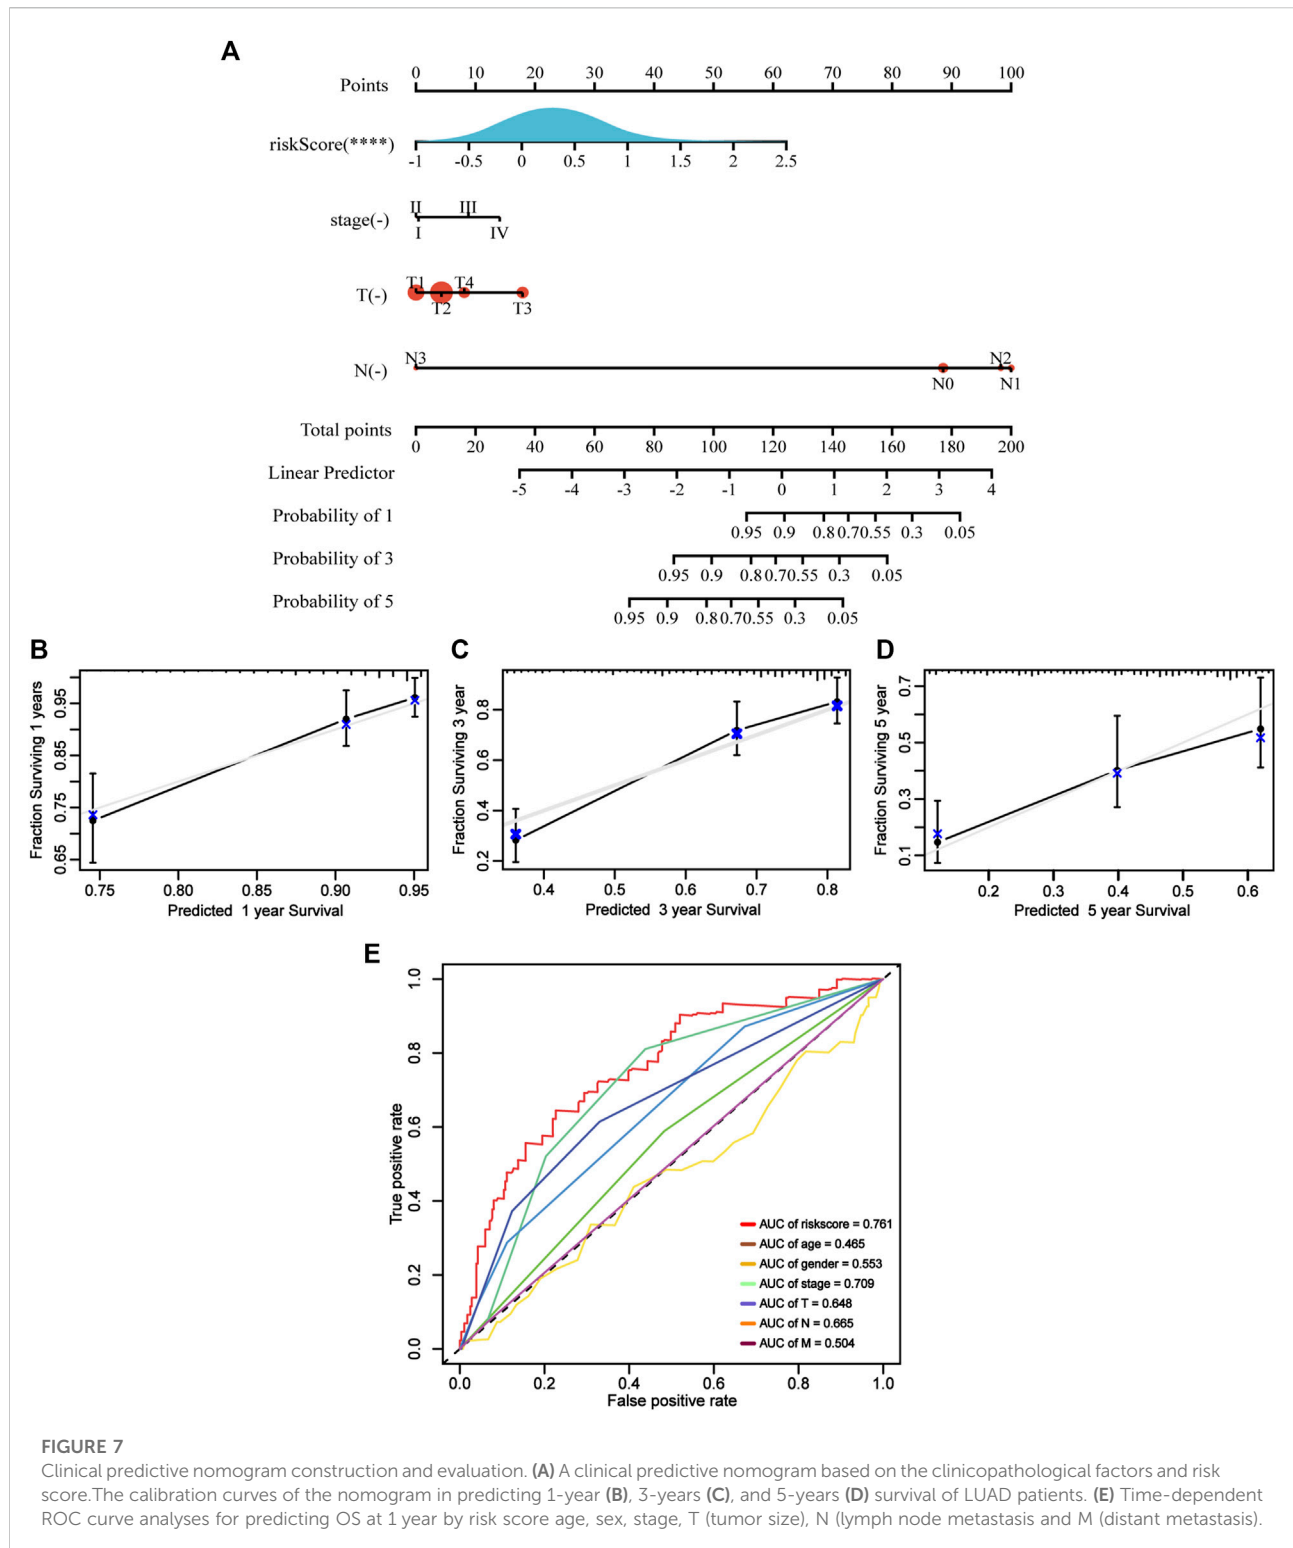 A
Points
0 10 20 30 40 50 60 70 80 90 100
riskScore(****)
-1 -0.5 0 0.5 1 1.5 2 2.5
stage(-)
II III
I IV
T(-)
T1 T4
T2 T3
N(-)
N3 N2
N0 N1
Total points
0 20 40 60 80 100 120 140 160 180 200
Linear Predictor
-5 -4 -3 -2 -1 0 1 2 3 4
Probability of 1
0.95 0.9 0.8 0.70 0.55 0.3 0.05
Probability of 3
0.95 0.9 0.8 0.70 0.55 0.3 0.05
Probability of 5
0.95 0.9 0.8 0.70 0.55 0.3 0.05
B
Fraction Surviving 1 years
0.65 0.75 0.85 0.95
0.75 0.80 0.85 0.90 0.95
Predicted 1 year Survival
C
Fraction Surviving 3 year
0.2 0.4 0.6 0.8
0.4 0.5 0.6 0.7 0.8
Predicted 3 year Survival
D
Fraction Surviving 5 year
0.1 0.3 0.5 0.7
0.2 0.3 0.4 0.5 0.6
Predicted 5 year Survival
E
True positive rate
0.0 0.2 0.4 0.6 0.8 1.0
AUC of riskscore = 0.761
AUC of age = 0.465
AUC of gender = 0.553
AUC of stage = 0.709
AUC of T = 0.648
AUC of N = 0.665
AUC of M = 0.504
0.0 0.2 0.4 0.6 0.8 1.0
False positive rate
FIGURE 7
Clinical predictive nomogram construction and evaluation. (A) A clinical predictive nomogram based on the clinicopathological factors and risk
score.The calibration curves of the nomogram in predicting 1-year (B), 3-years (C), and 5-years (D) survival of LUAD patients. (E) Time-dependent
ROC curve analyses for predicting OS at 1 year by risk score age, sex, stage, T (tumor size), N (lymph node metastasis and M (distant metastasis).